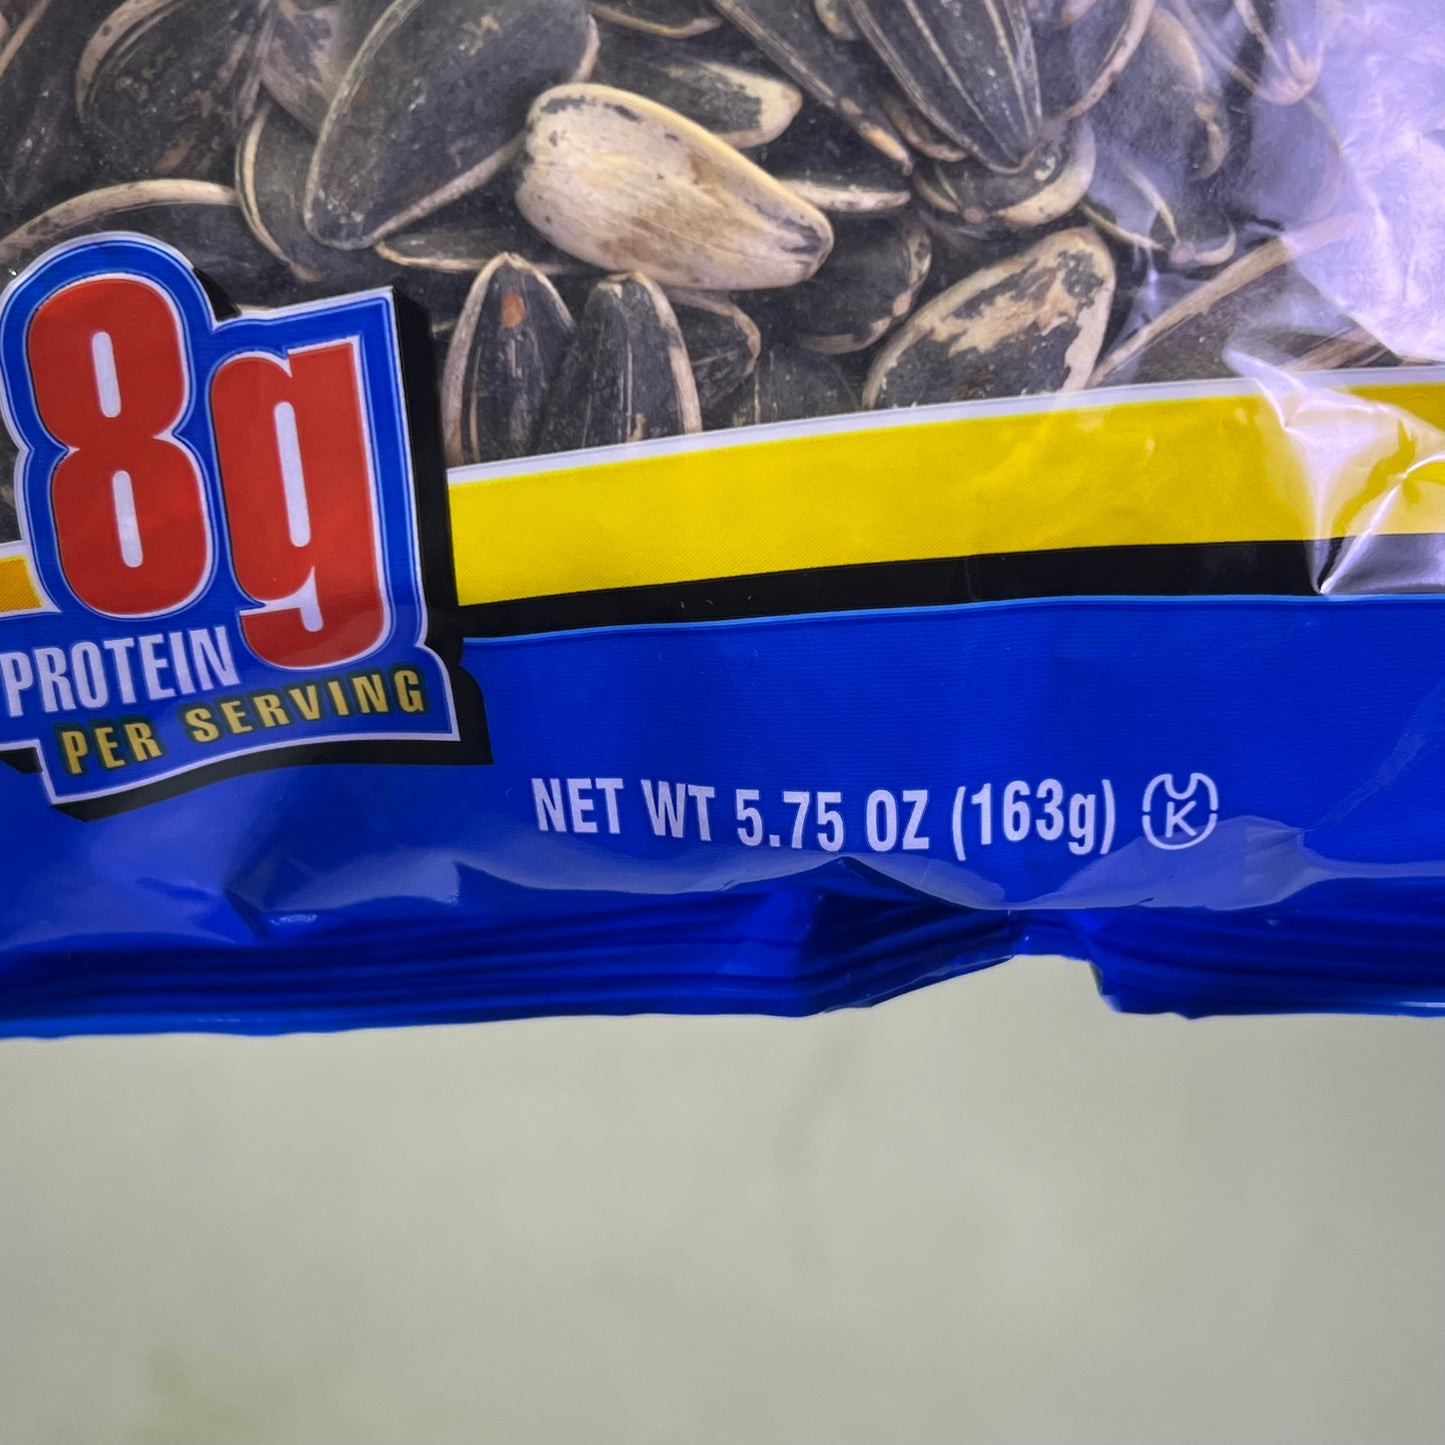 8g
PROTEIN
PER SERVING
NET WT 5.75 OZ (163g) K